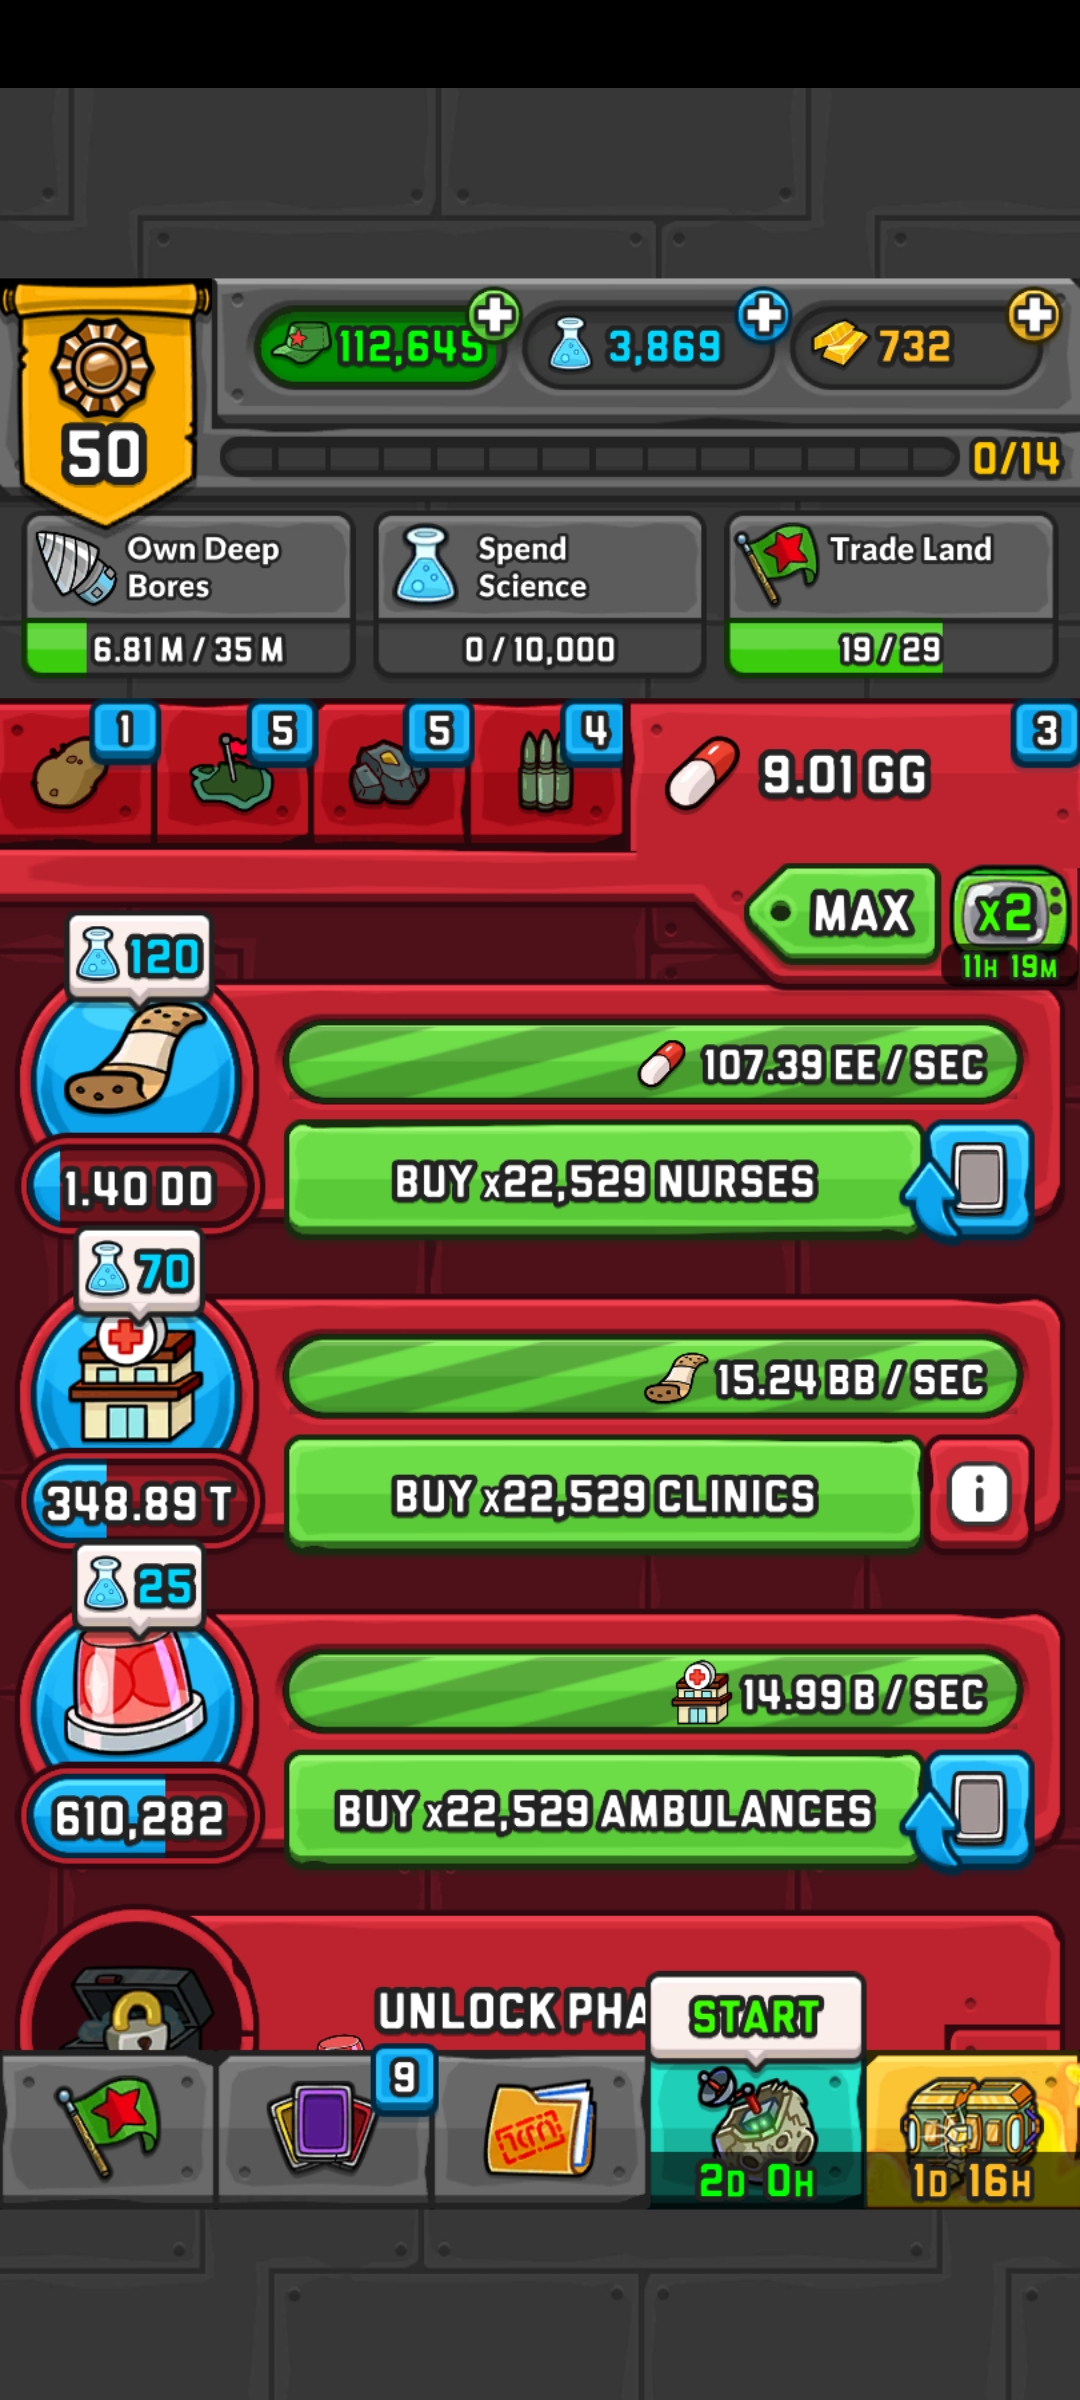 112,645
3,869
732
50
0/14
Own Deep
Bores
6.81 M / 35 M
Spend
Science
0 / 10,000
Trade Land
19 / 29
1
5
5
4
9.01 GG
3
MAX
x2
11H 19M
120
107.39 EE / SEC
1.40 DD
BUY x22,529 NURSES
70
15.24 BB / SEC
348.89 T
BUY x22,529 CLINICS
i
25
14.99 B / SEC
610,282
BUY x22,529 AMBULANCES
UNLOCK PHA
START
9
2D 0H
1D 16H